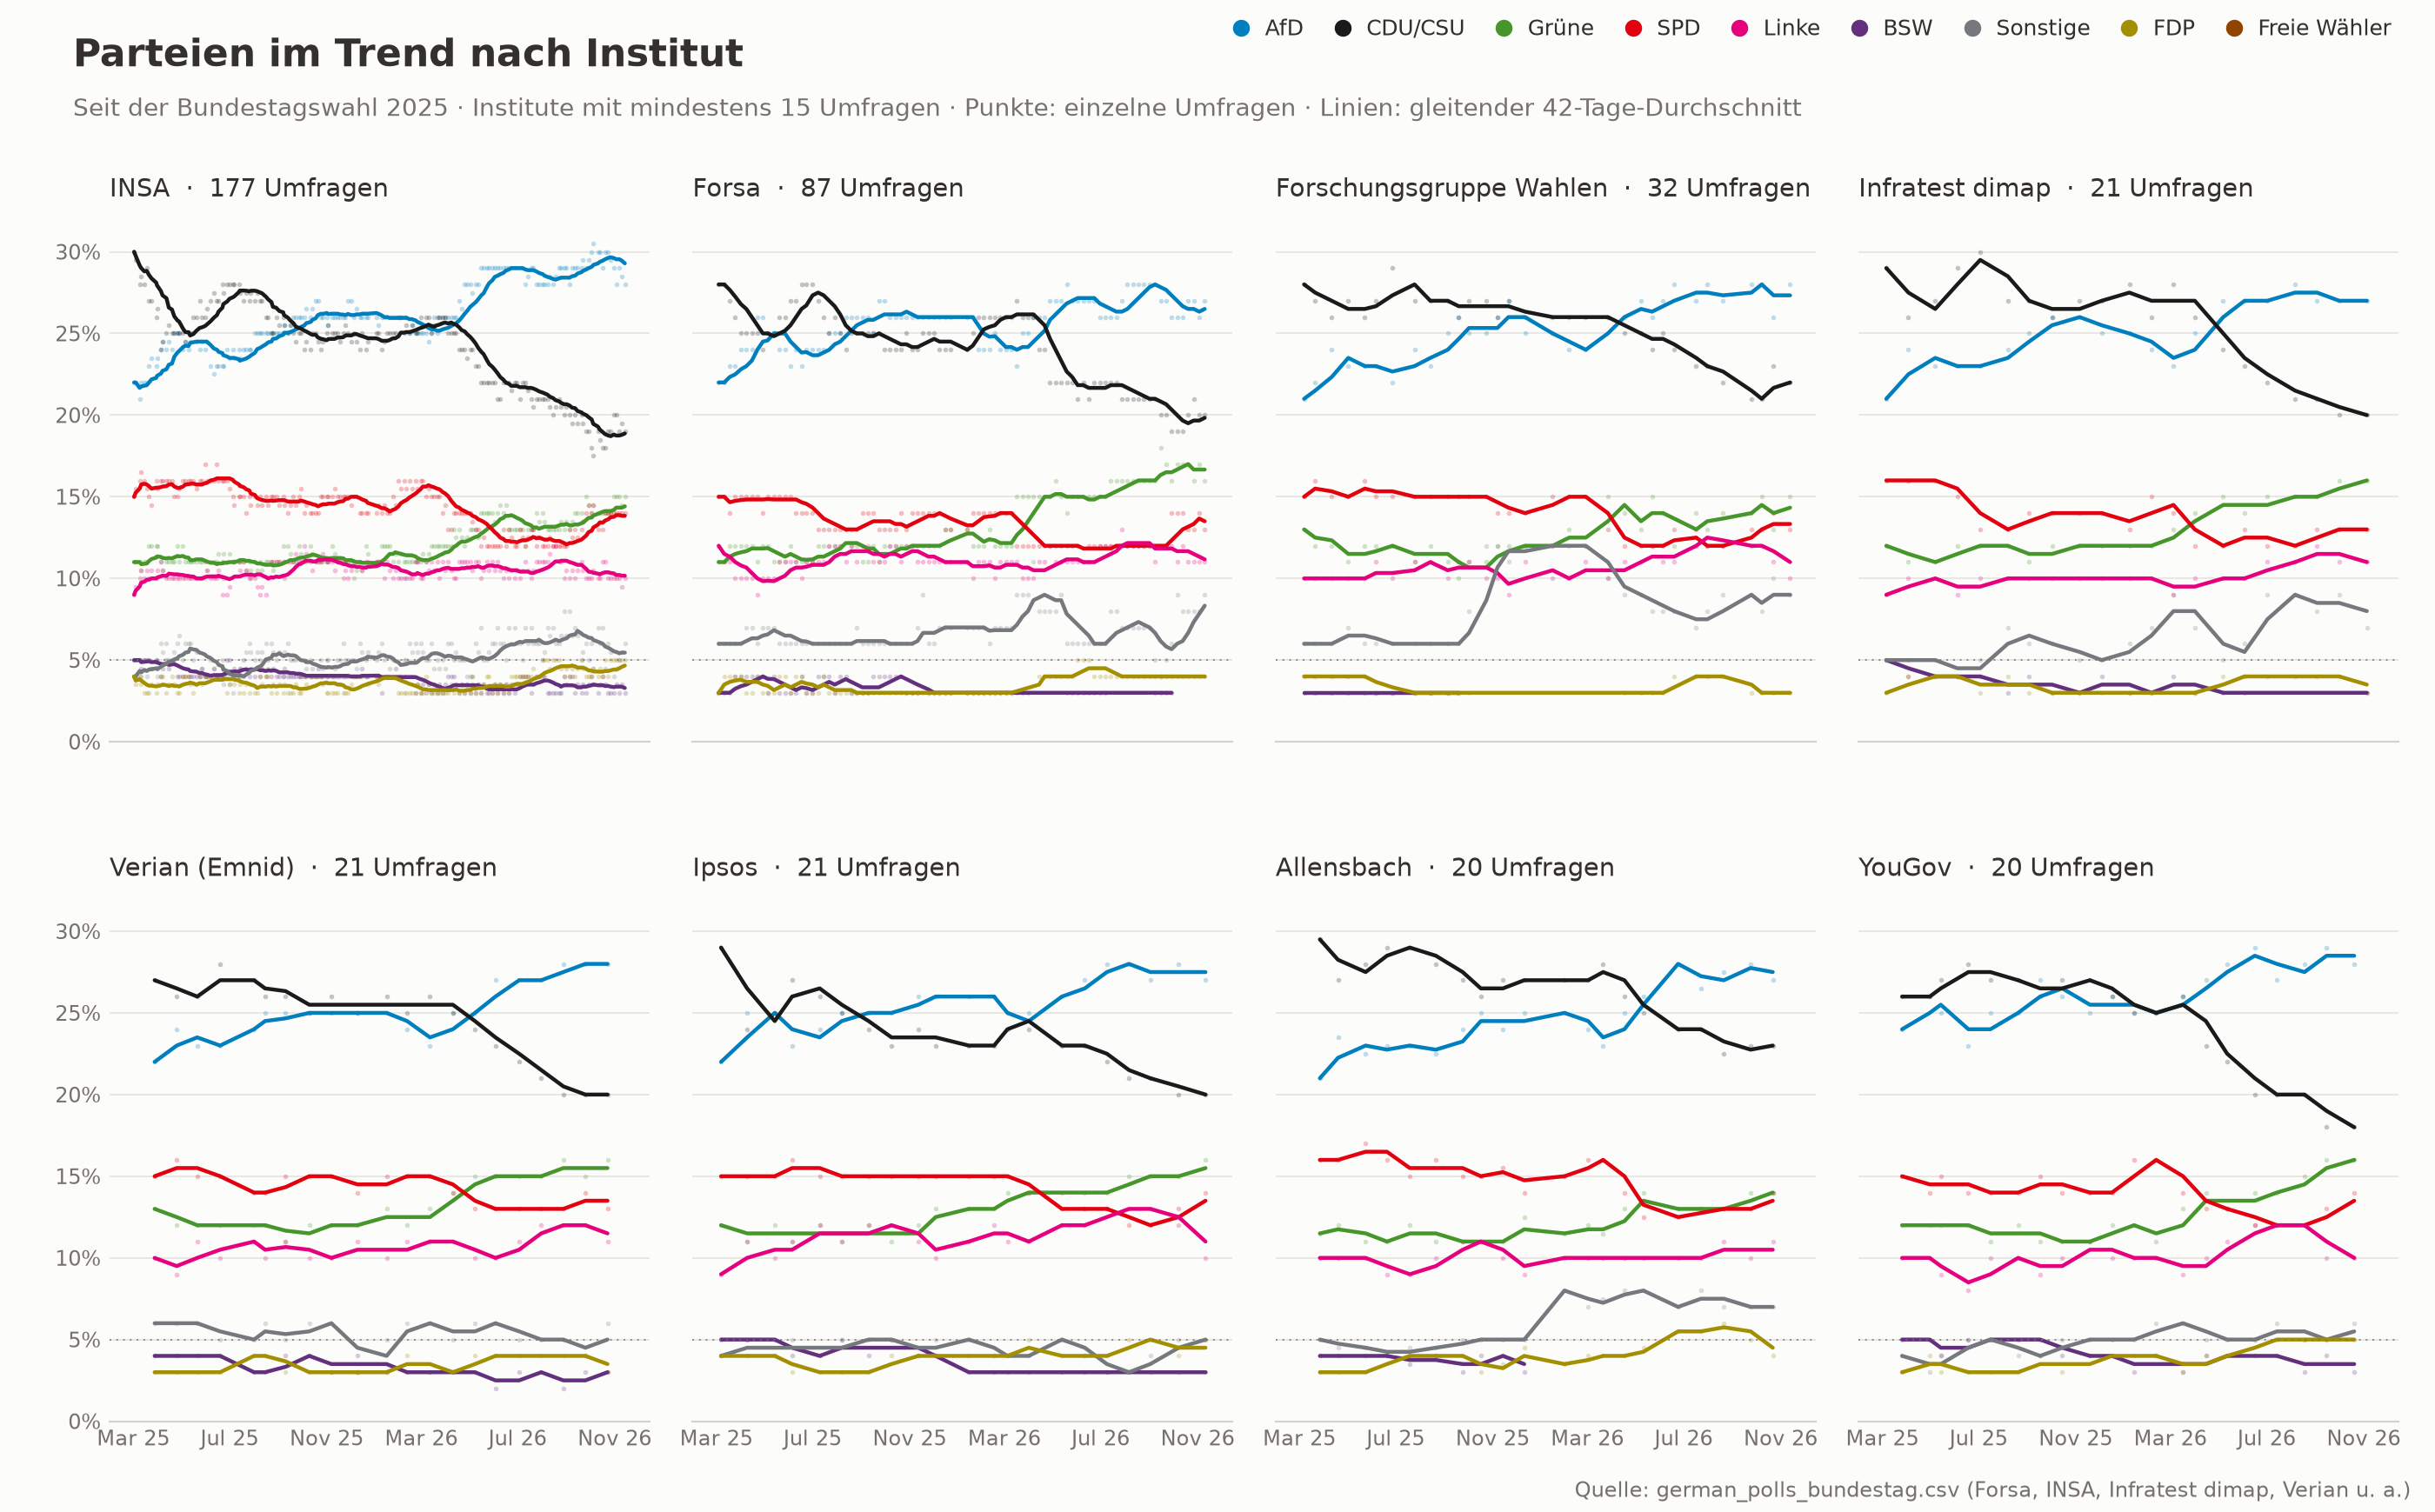 AfD CDU/CSU Grüne SPD Linke BSW Sonstige FDP Freie Wähler
Parteien im Trend nach Institut
Seit der Bundestagswahl 2025 · Institute mit mindestens 15 Umfragen · Punkte: einzelne Umfragen · Linien: gleitender 42-Tage-Durchschnitt
INSA · 177 Umfragen
Forsa · 87 Umfragen
Forschungsgruppe Wahlen · 32 Umfragen
Infratest dimap · 21 Umfragen
30%
25%
20%
15%
10%
5%
0%
Verian (Emnid) · 21 Umfragen
Ipsos · 21 Umfragen
Allensbach · 20 Umfragen
YouGov · 20 Umfragen
30%
25%
20%
15%
10%
5%
0%
Mar 25 Jul 25 Nov 25 Mar 26 Jul 26 Nov 26
Mar 25 Jul 25 Nov 25 Mar 26 Jul 26 Nov 26
Mar 25 Jul 25 Nov 25 Mar 26 Jul 26 Nov 26
Mar 25 Jul 25 Nov 25 Mar 26 Jul 26 Nov 26
Quelle: german_polls_bundestag.csv (Forsa, INSA, Infratest dimap, Verian u. a.)